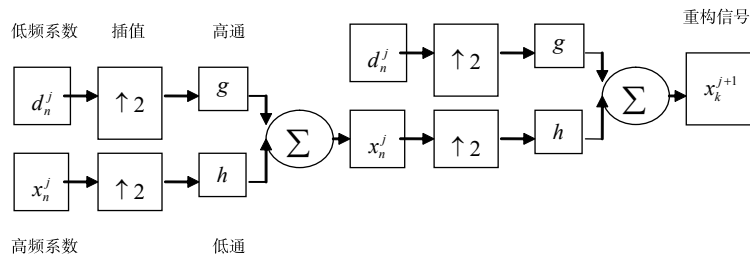 重构信号
低频系数 插值 高通
$d_n^j$ ↑2 g
$d_n^j$ ↑2 g
∑ $x_k^{j+1}$
∑ $x_n^j$ ↑2 h
$x_n^j$ ↑2 h
高频系数 低通